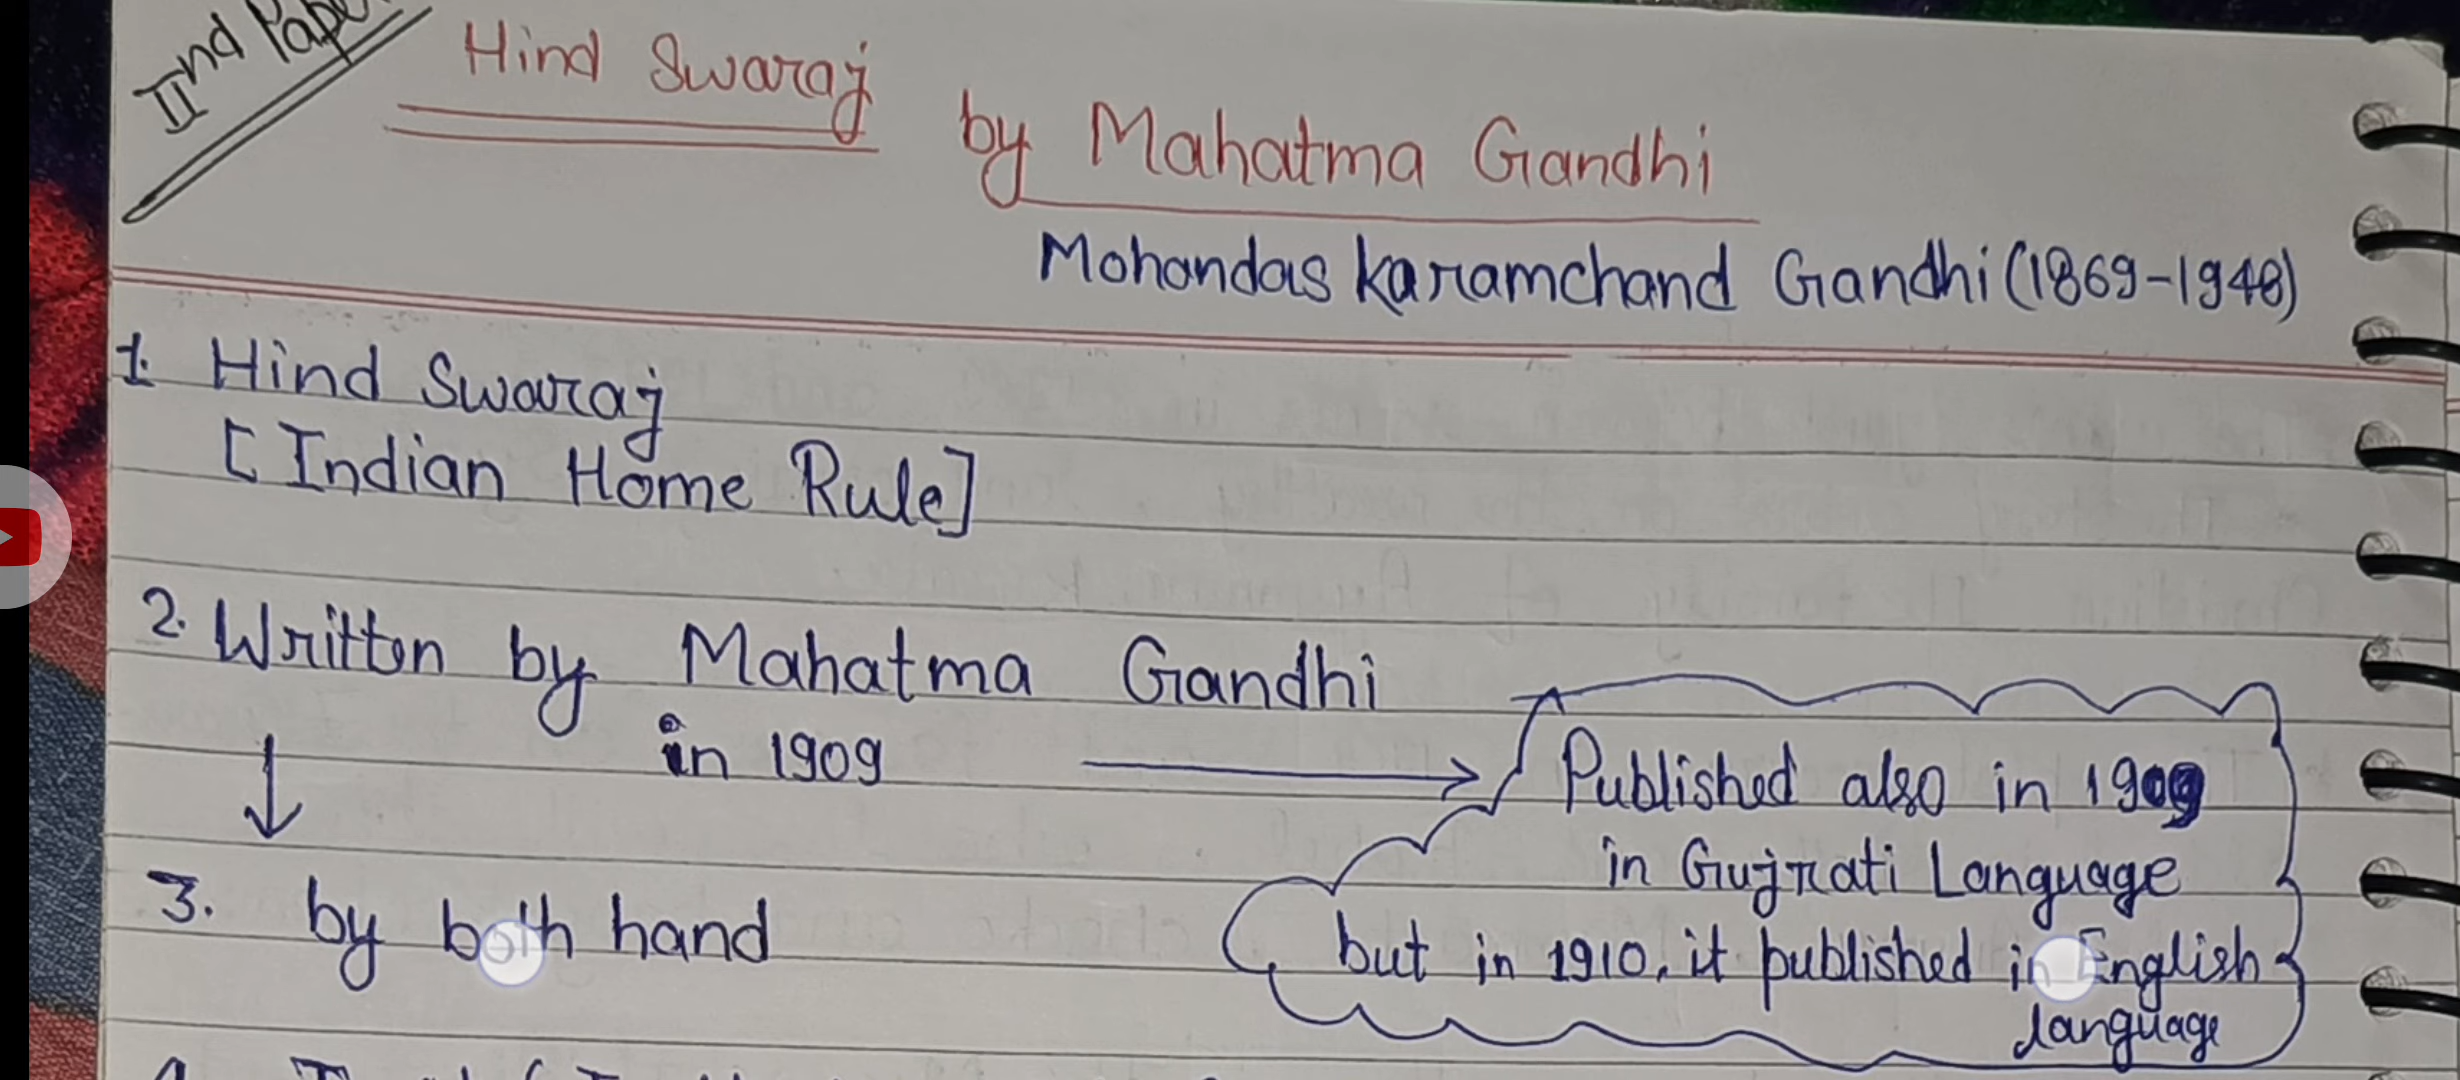 IInd Paper
Hind Swaraj
by Mahatma Gandhi
Mohandas Karamchand Gandhi (1869-1948)
1. Hind Swaraj
[Indian Home Rule]
2. Written by Mahatma Gandhi
in 1909
Published also in 1909
in Gujrati Language
but in 1910, it published in English
language
3. by both hand